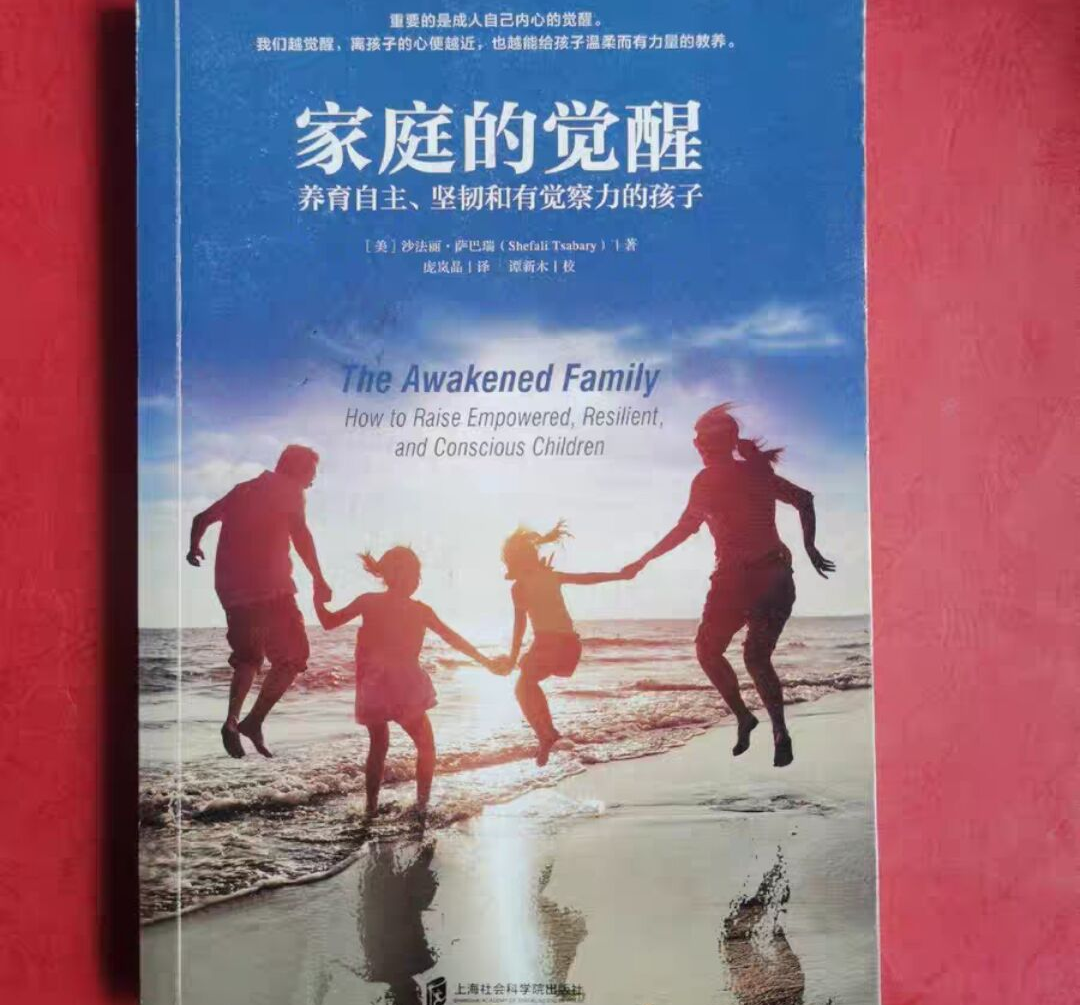 重要的是成人自己内心的觉醒。
我们越觉醒，离孩子的心便越近，也越能给孩子温柔而有力量的教养。
家庭的觉醒
养育自主、坚韧和有觉察力的孩子
［美］沙法丽·萨巴瑞（Shefali Tsabary）｜著
庞岚晶｜译 谭新木｜校
The Awakened Family
How to Raise Empowered, Resilient,
and Conscious Children
上海社会科学院出版社